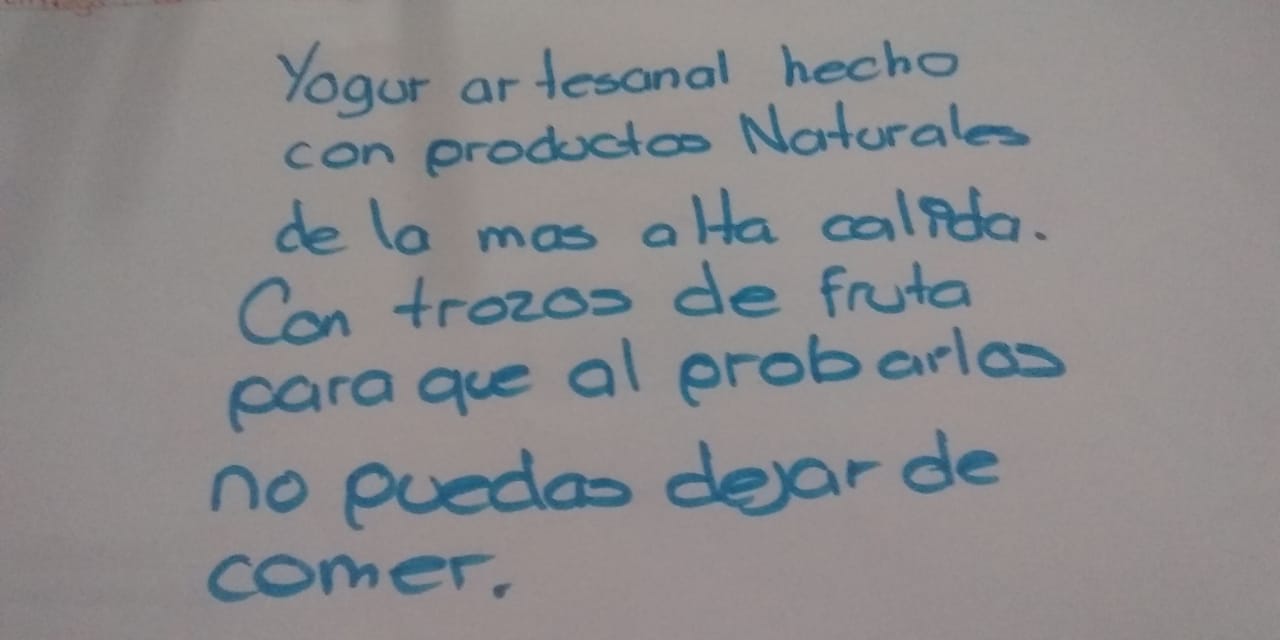 Yogur artesanal hecho
con productos Naturales
de la mas alta calida.
Con trozos de fruta
para que al probarlos
no puedas dejar de
comer.